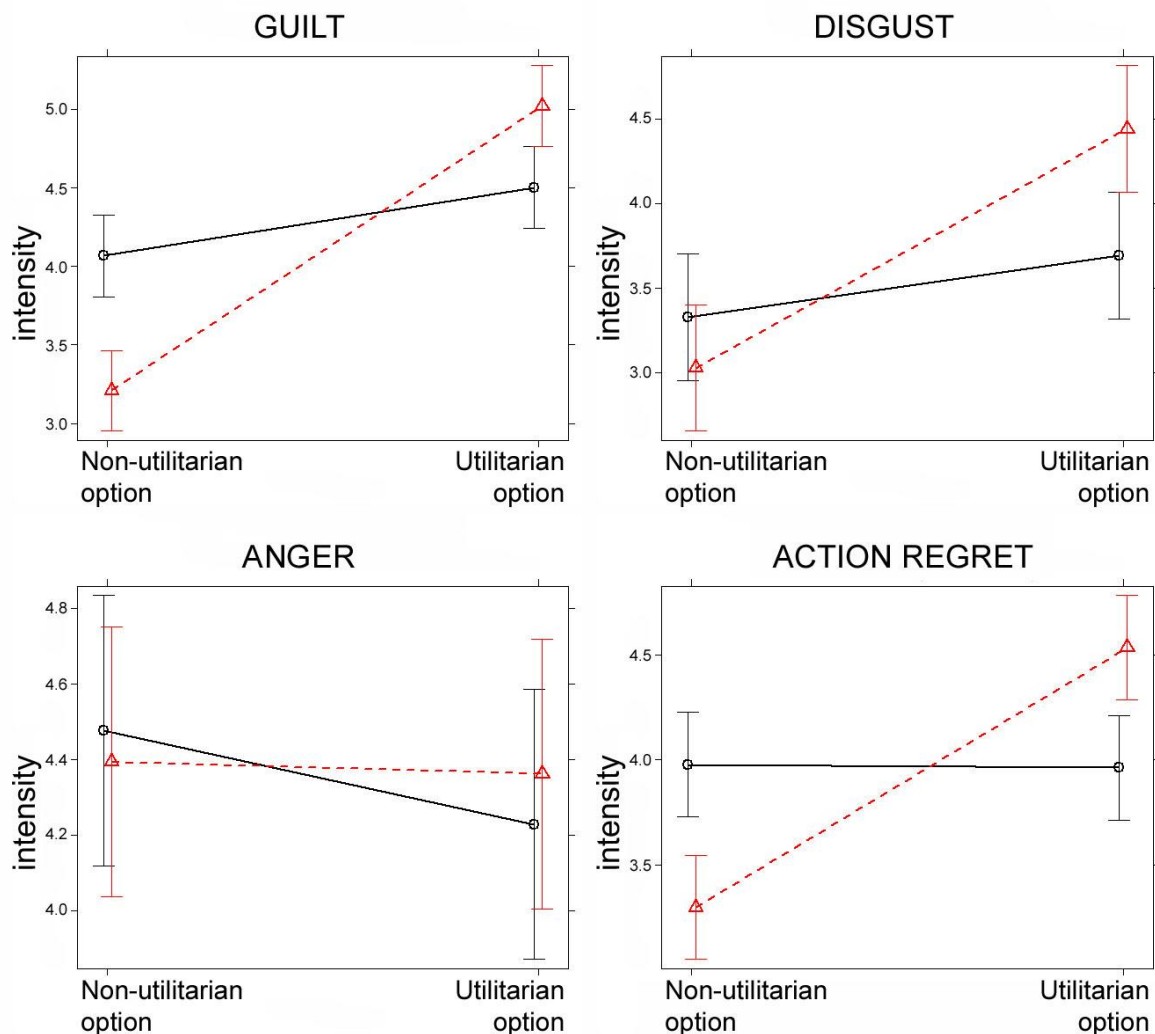 GUILT
intensity
5.0
4.5
4.0
3.5
3.0
Non-utilitarian
option
Utilitarian
option
DISGUST
intensity
4.5
4.0
3.5
3.0
Non-utilitarian
option
Utilitarian
option
ANGER
intensity
4.8
4.6
4.4
4.2
4.0
Non-utilitarian
option
Utilitarian
option
ACTION REGRET
intensity
4.5
4.0
3.5
Non-utilitarian
option
Utilitarian
option